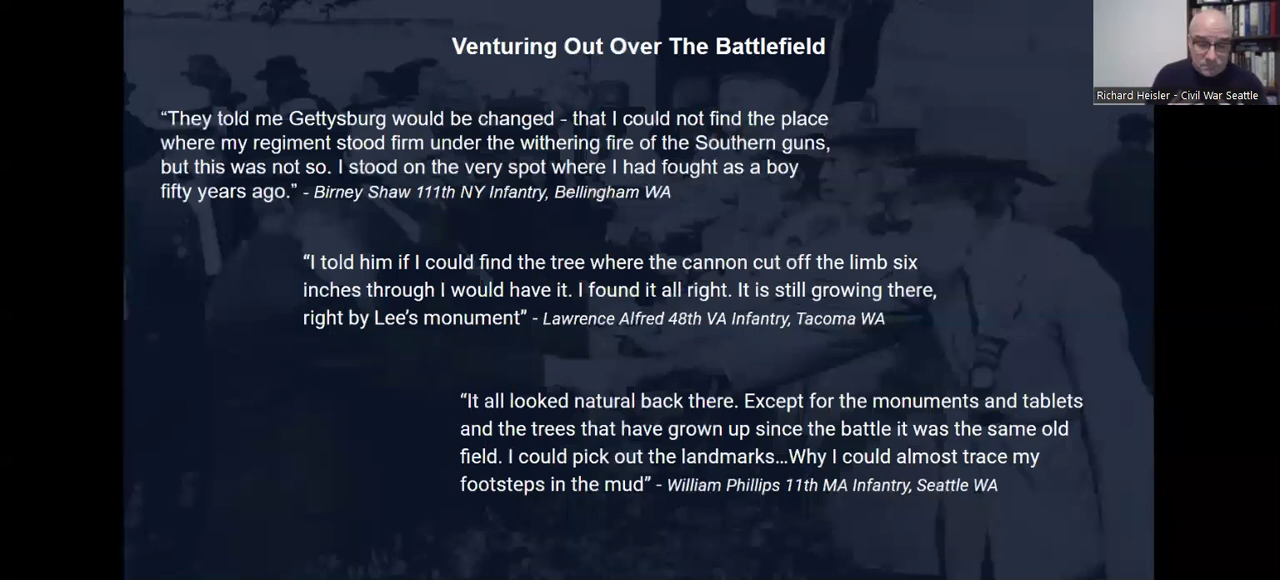 Venturing Out Over The Battlefield
Richard Heisler - Civil War Seattle
“They told me Gettysburg would be changed - that I could not find the place
where my regiment stood firm under the withering fire of the Southern guns,
but this was not so. I stood on the very spot where I had fought as a boy
fifty years ago.” - Birney Shaw 111th NY Infantry, Bellingham WA
“I told him if I could find the tree where the cannon cut off the limb six
inches through I would have it. I found it all right. It is still growing there,
right by Lee’s monument” - Lawrence Alfred 48th VA Infantry, Tacoma WA
“It all looked natural back there. Except for the monuments and tablets
and the trees that have grown up since the battle it was the same old
field. I could pick out the landmarks...Why I could almost trace my
footsteps in the mud” - William Phillips 11th MA Infantry, Seattle WA